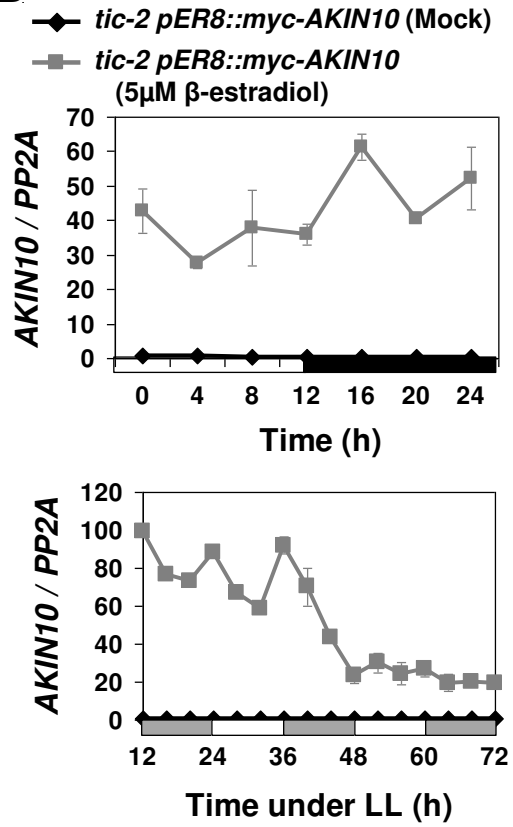 tic-2 pER8::myc-AKIN10 (Mock)
tic-2 pER8::myc-AKIN10
(5µM β-estradiol)
AKIN10 / PP2A
70
60
50
40
30
20
10
0
0 4 8 12 16 20 24
Time (h)
AKIN10 / PP2A
120
100
80
60
40
20
0
12 24 36 48 60 72
Time under LL (h)